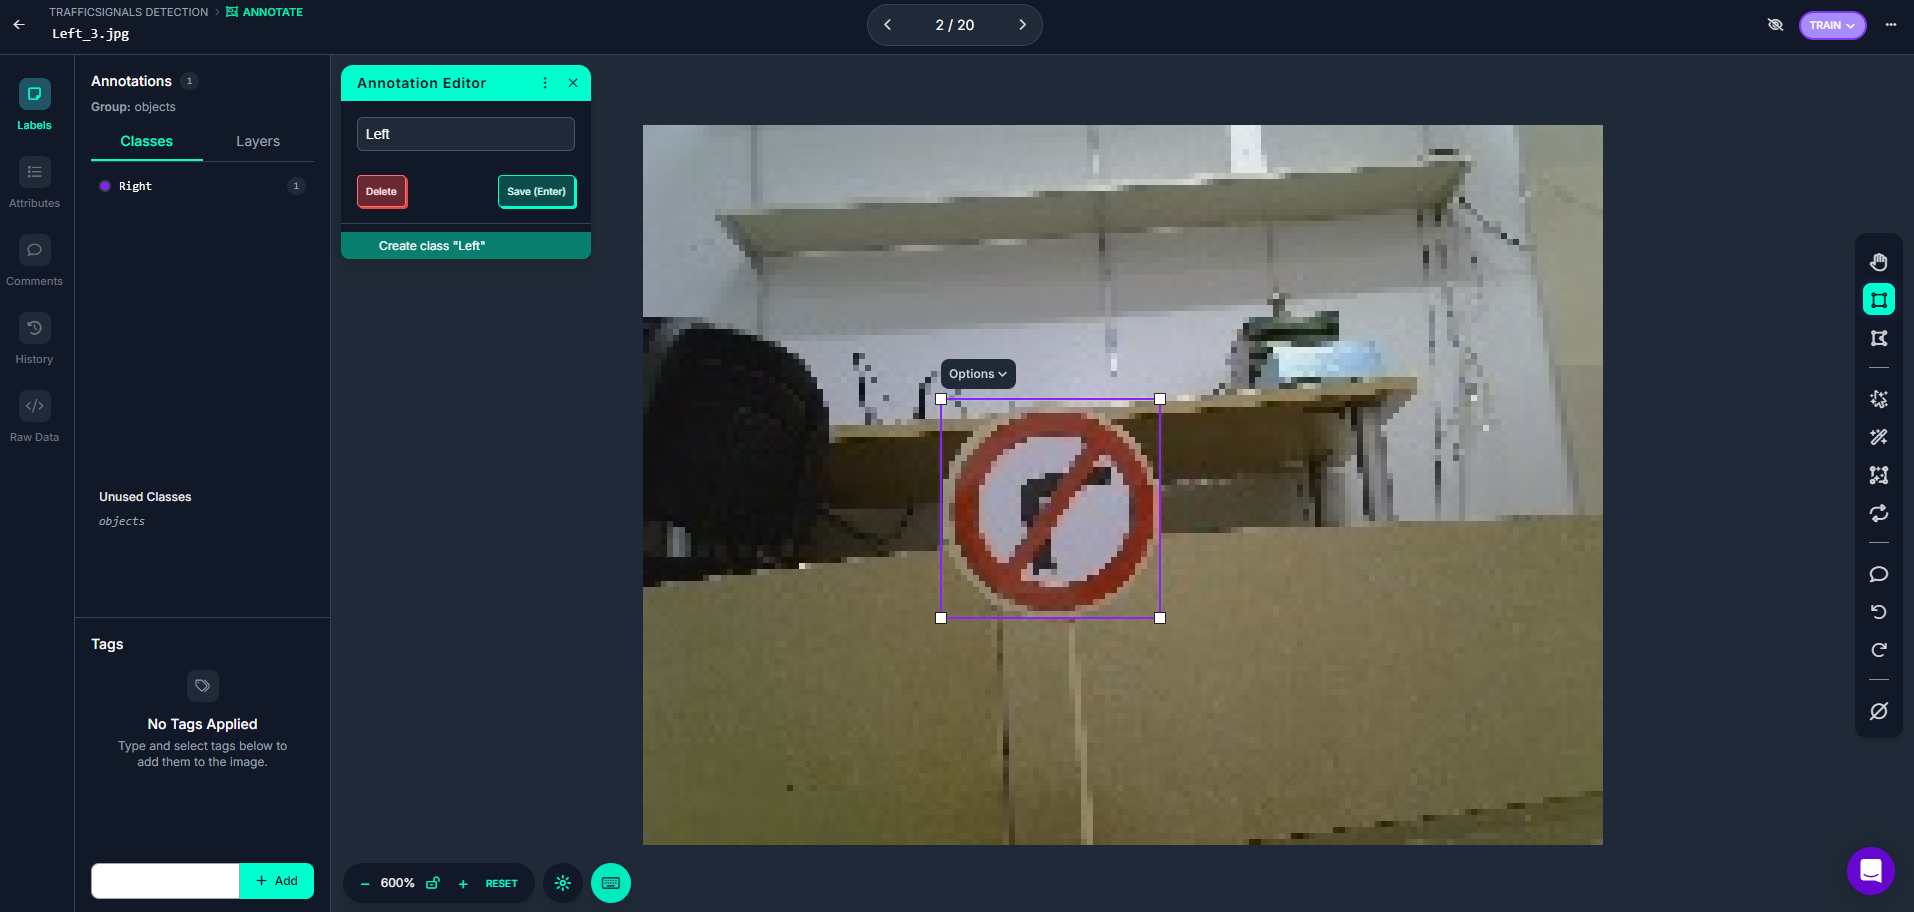 TRAFFICSIGNALS DETECTION > ANNOTATE
Left_3.jpg
2 / 20
TRAIN
Labels
Attributes
Comments
History
Raw Data
Annotations 1
Group: objects
Classes
Layers
Right 1
Unused Classes
objects
Tags
No Tags Applied
Type and select tags below to
add them to the image.
+ Add
Annotation Editor
Left
Delete
Save (Enter)
Create class "Left"
Options
600%
RESET